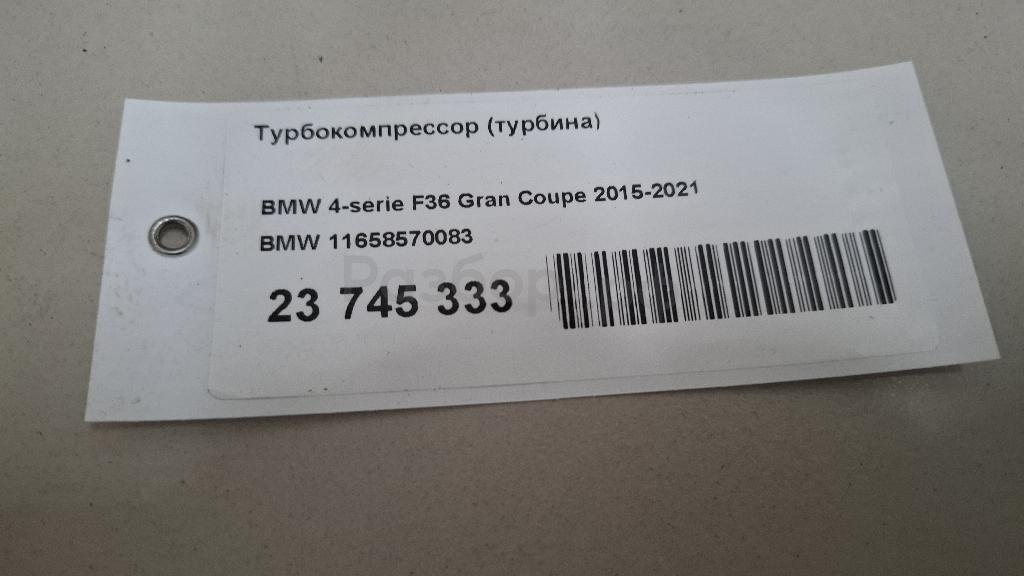 Турбокомпрессор (турбина)
BMW 4-serie F36 Gran Coupe 2015-2021
BMW 11658570083
23 745 333